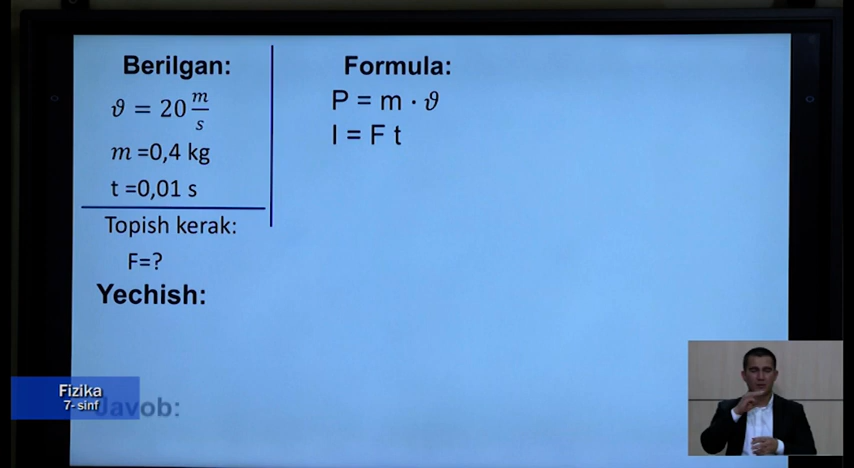 Berilgan:
ϑ = 20 m/s
m =0,4 kg
t =0,01 s
Topish kerak:
F=?
Yechish:
Formula:
P = m · ϑ
I = F t
Fizika
7- sinf
Javob: